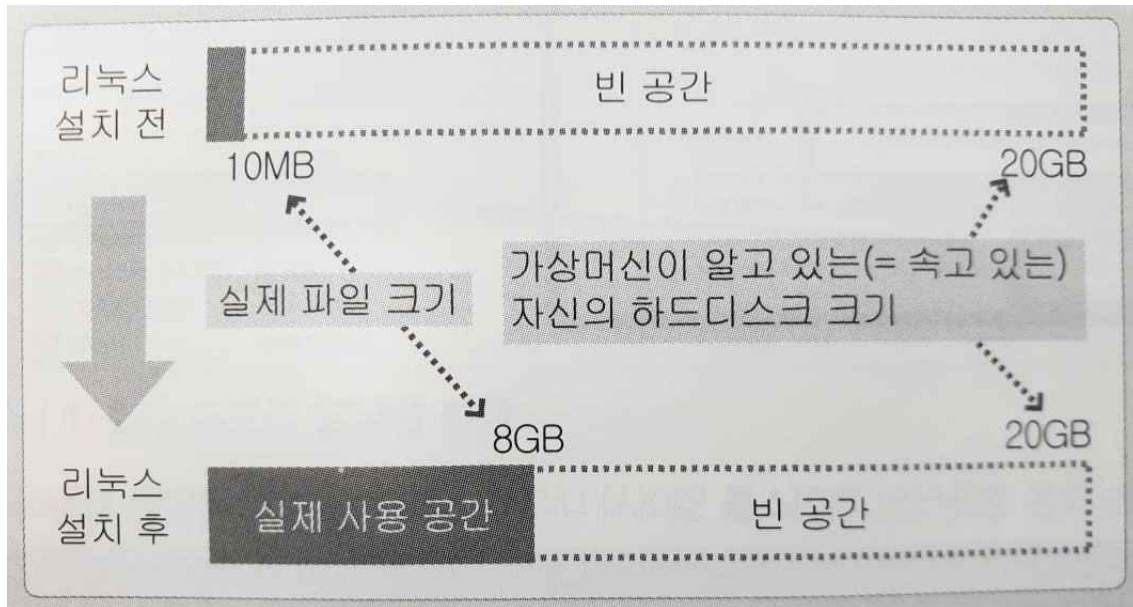 리눅스
설치 전
빈 공간
10MB
20GB
실제 파일 크기
가상머신이 알고 있는(= 속고 있는)
자신의 하드디스크 크기
8GB
20GB
리눅스
설치 후
실제 사용 공간
빈 공간